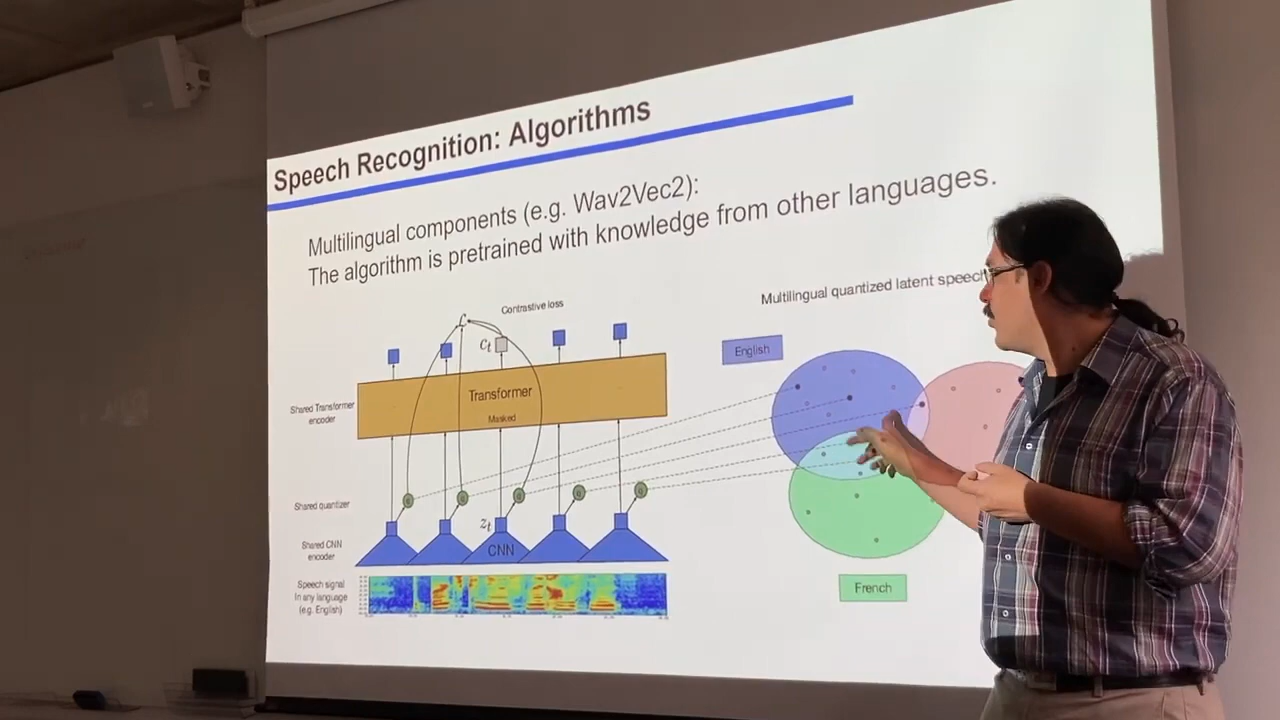 Speech Recognition: Algorithms
Multilingual components (e.g. Wav2Vec2):
The algorithm is pretrained with knowledge from other languages.
Contrastive loss
L
Cₜ
Transformer
Masked
Shared Transformer
encoder
Shared quantizer
zₜ
Shared CNN
encoder
CNN
Speech signal
In any language
(e.g. English)
Multilingual quantized latent speech
English
French